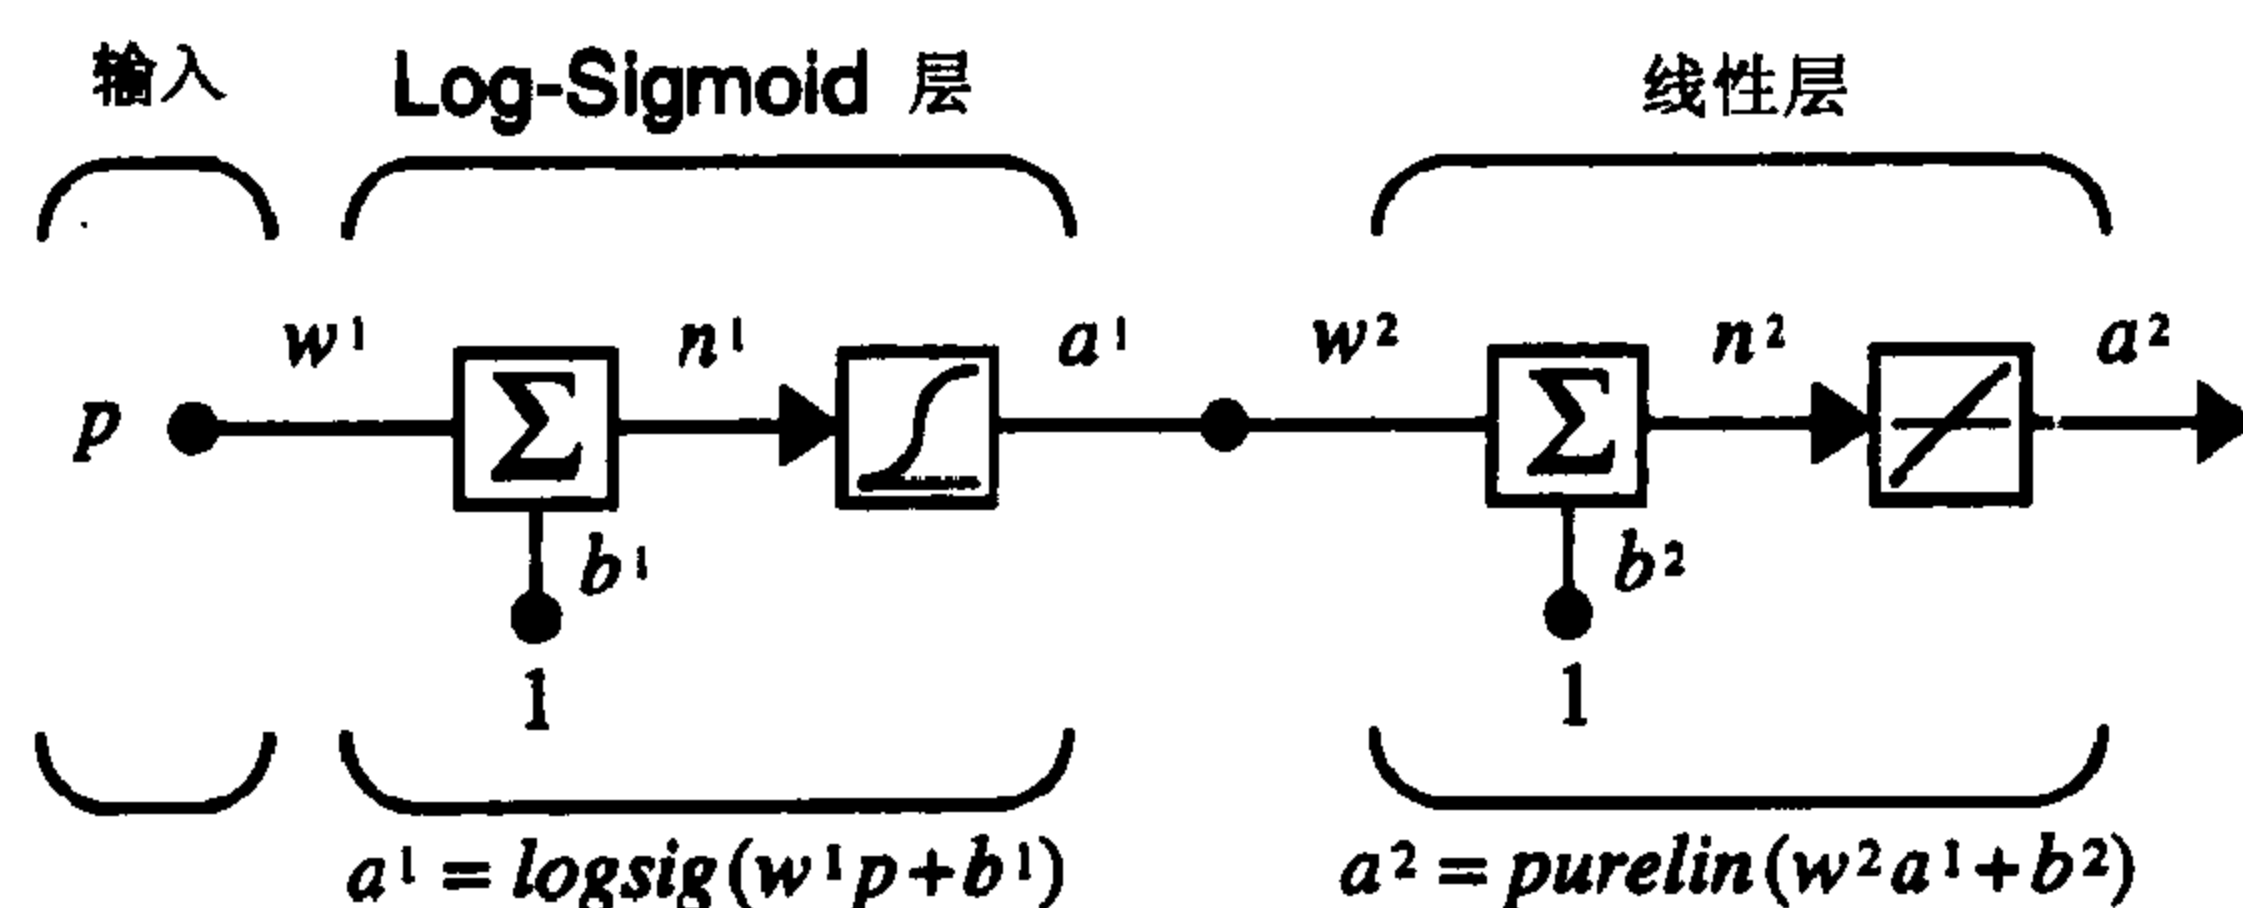 输入 Log-Sigmoid 层 线性层
w¹ n¹ a¹ w² n² a²
p Σ Σ
b¹ b²
1 1
a¹ = logsig(w¹p+b¹) a² = purelin(w²a¹+b²)